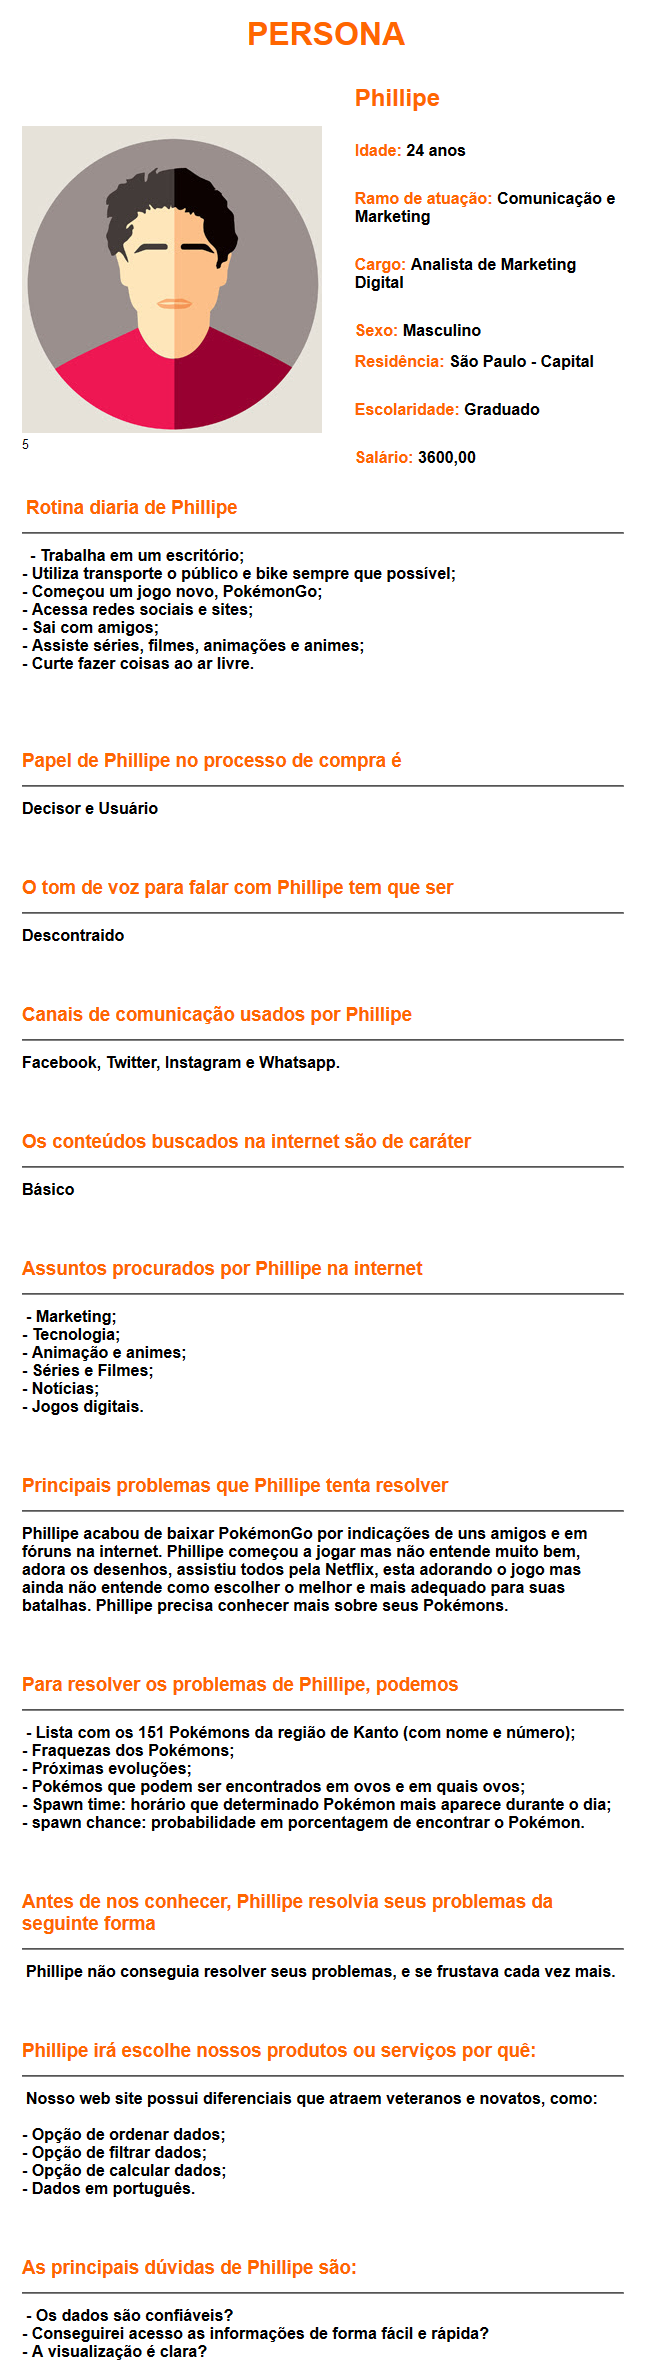 PERSONA
Phillipe
Idade: 24 anos
Ramo de atuação: Comunicação e
Marketing
Cargo: Analista de Marketing
Digital
Sexo: Masculino
Residência: São Paulo - Capital
Escolaridade: Graduado
Salário: 3600,00
5
Rotina diaria de Phillipe
- Trabalha em um escritório;
- Utiliza transporte o público e bike sempre que possível;
- Começou um jogo novo, PokémonGo;
- Acessa redes sociais e sites;
- Sai com amigos;
- Assiste séries, filmes, animações e animes;
- Curte fazer coisas ao ar livre.
Papel de Phillipe no processo de compra é
Decisor e Usuário
O tom de voz para falar com Phillipe tem que ser
Descontraido
Canais de comunicação usados por Phillipe
Facebook, Twitter, Instagram e Whatsapp.
Os conteúdos buscados na internet são de caráter
Básico
Assuntos procurados por Phillipe na internet
- Marketing;
- Tecnologia;
- Animação e animes;
- Séries e Filmes;
- Notícias;
- Jogos digitais.
Principais problemas que Phillipe tenta resolver
Phillipe acabou de baixar PokémonGo por indicações de uns amigos e em
fóruns na internet. Phillipe começou a jogar mas não entende muito bem,
adora os desenhos, assistiu todos pela Netflix, esta adorando o jogo mas
ainda não entende como escolher o melhor e mais adequado para suas
batalhas. Phillipe precisa conhecer mais sobre seus Pokémons.
Para resolver os problemas de Phillipe, podemos
- Lista com os 151 Pokémons da região de Kanto (com nome e número);
- Fraquezas dos Pokémons;
- Próximas evoluções;
- Pokémos que podem ser encontrados em ovos e em quais ovos;
- Spawn time: horário que determinado Pokémon mais aparece durante o dia;
- spawn chance: probabilidade em porcentagem de encontrar o Pokémon.
Antes de nos conhecer, Phillipe resolvia seus problemas da
seguinte forma
Phillipe não conseguia resolver seus problemas, e se frustava cada vez mais.
Phillipe irá escolhe nossos produtos ou serviços por quê:
Nosso web site possui diferenciais que atraem veteranos e novatos, como:
- Opção de ordenar dados;
- Opção de filtrar dados;
- Opção de calcular dados;
- Dados em português.
As principais dúvidas de Phillipe são:
- Os dados são confiáveis?
- Conseguirei acesso as informações de forma fácil e rápida?
- A visualização é clara?